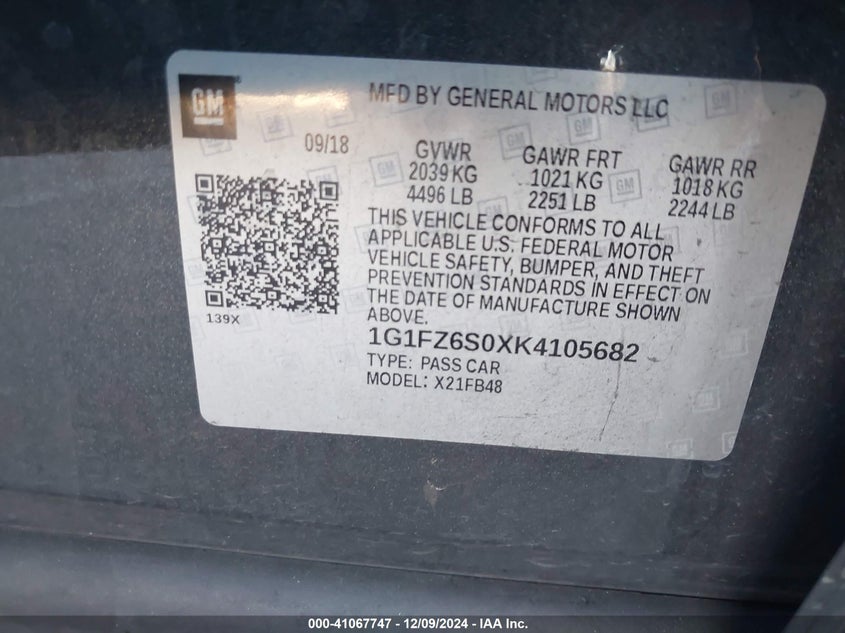 GM
MFD BY GENERAL MOTORS LLC
09/18
GVWR
2039 KG
4496 LB
GAWR FRT
1021 KG
2251 LB
GAWR RR
1018 KG
2244 LB
THIS VEHICLE CONFORMS TO ALL
APPLICABLE U.S. FEDERAL MOTOR
VEHICLE SAFETY, BUMPER, AND THEFT
PREVENTION STANDARDS IN EFFECT ON
THE DATE OF MANUFACTURE SHOWN
ABOVE.
139X
1G1FZ6S0XK4105682
TYPE: PASS CAR
MODEL: X21FB48
000-41067747 - 12/09/2024 - IAA Inc.